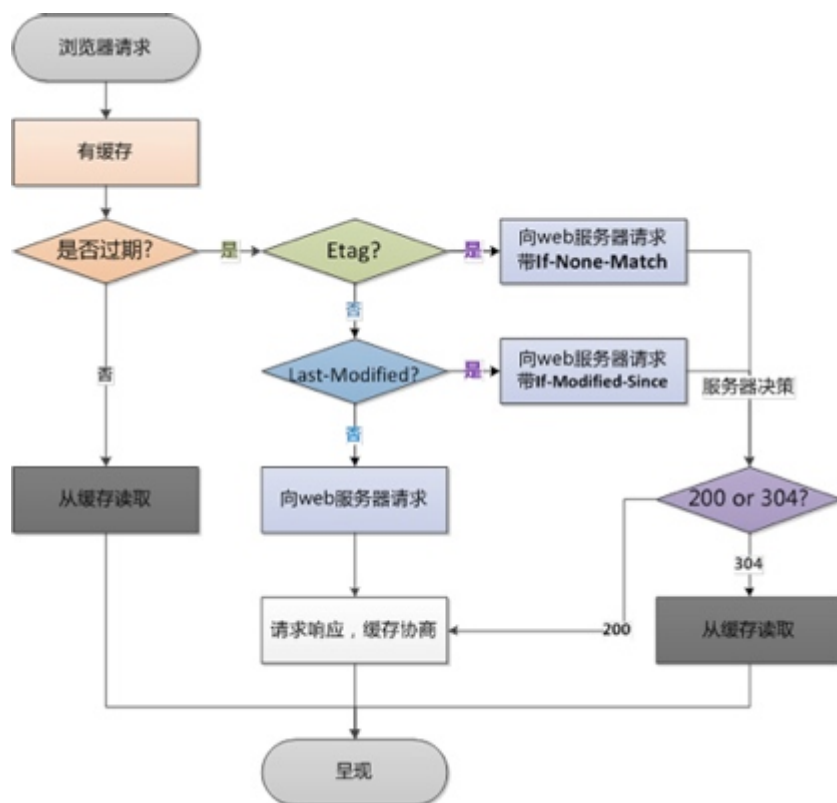 浏览器请求
有缓存
是否过期?
是
Etag?
是
向web服务器请求
带If-None-Match
否
否
Last-Modified?
是
向web服务器请求
带If-Modified-Since
服务器决策
否
从缓存读取
向web服务器请求
200 or 304?
304
请求响应，缓存协商
200
从缓存读取
呈现